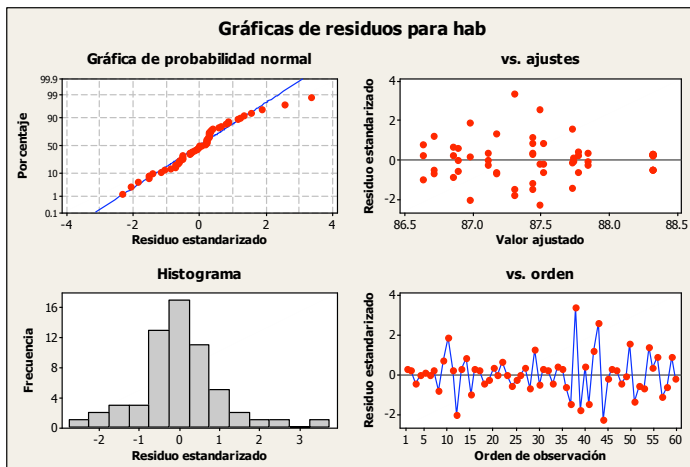 Gráficas de residuos para hab
Gráfica de probabilidad normal
99.9
99
90
50
10
1
0.1
Por centaje
-4 -2 0 2 4
Residuo estandarizado
vs. ajustes
4
2
0
-2
Residuo estandarizado
86.5 87.0 87.5 88.0 88.5
Valor ajustado
Histograma
16
12
8
4
0
Frecuencia
-2 -1 0 1 2 3
Residuo estandarizado
vs. orden
4
2
0
-2
Residuo estandarizado
1 5 10 15 20 25 30 35 40 45 50 55 60
Orden de observación